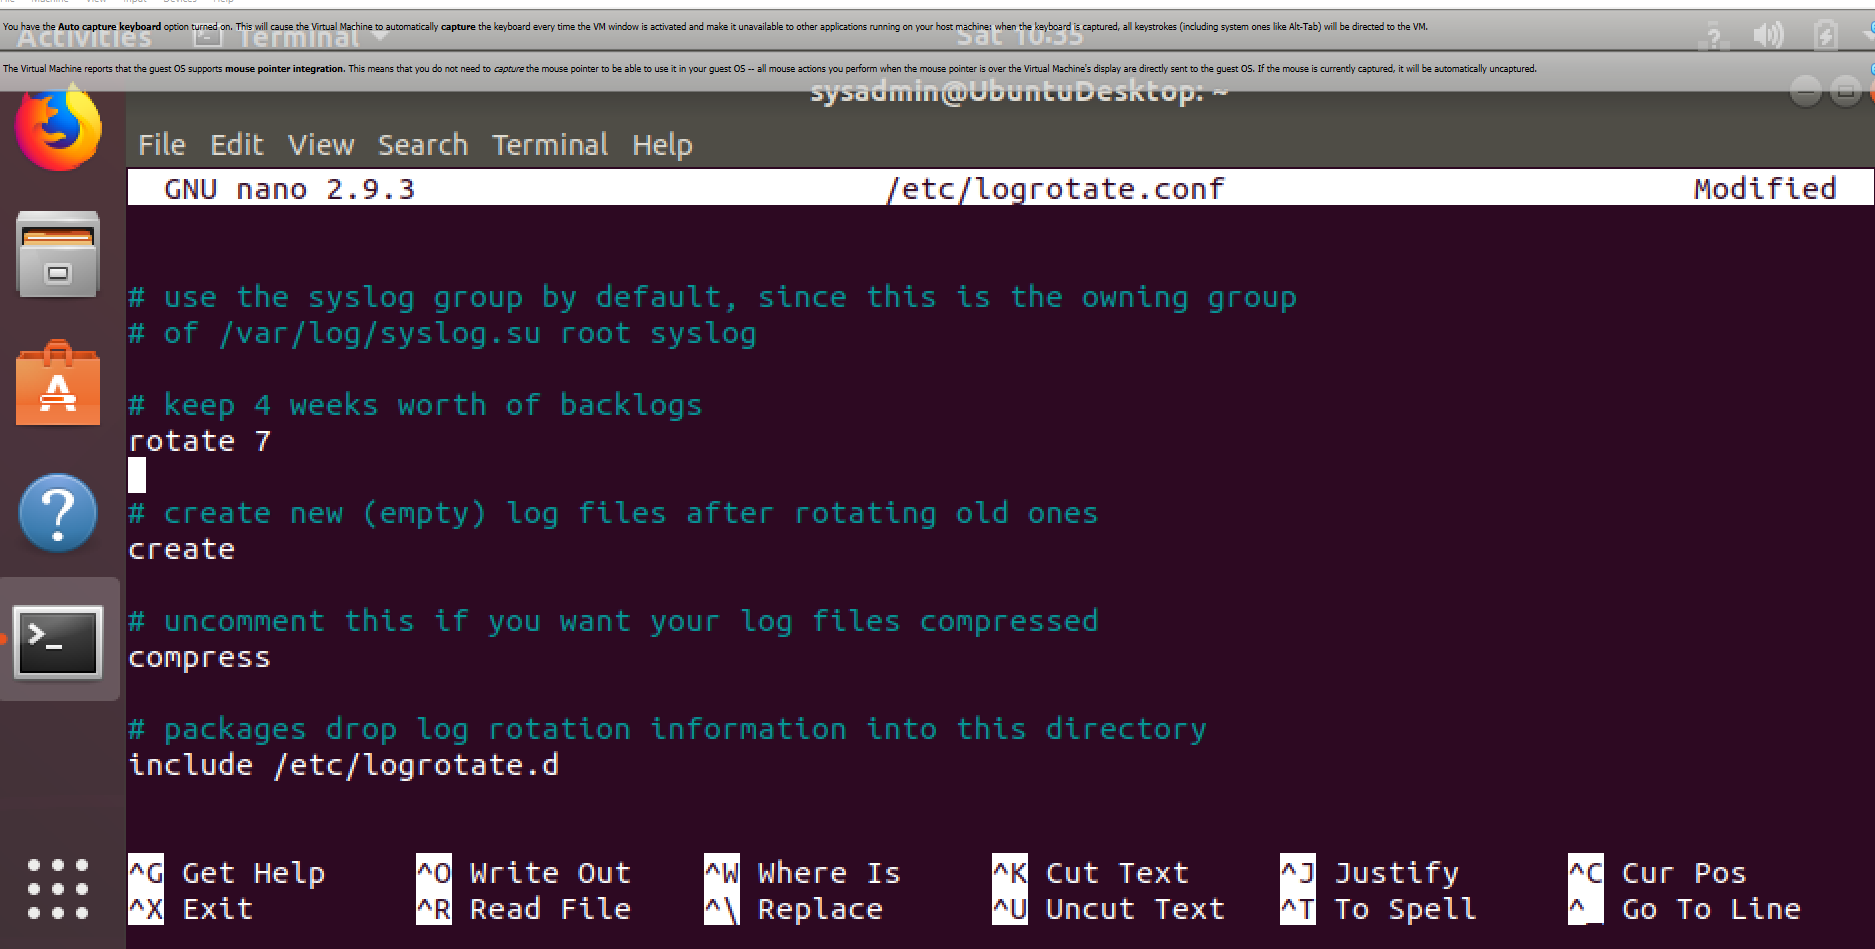 File Machine View Input Devices Help
You have the Auto capture keyboard option turned on. This will cause the Virtual Machine to automatically capture the keyboard every time the VM window is activated and make it unavailable to other applications running on your host machine: when the keyboard is captured, all keystrokes (including system ones like Alt-Tab) will be directed to the VM.
Activities Terminal Sat 10:35
The Virtual Machine reports that the guest OS supports mouse pointer integration. This means that you do not need to capture the mouse pointer to be able to use it in your guest OS -- all mouse actions you perform when the mouse pointer is over the Virtual Machine's display are directly sent to the guest OS. If the mouse is currently captured, it will be automatically uncaptured.
sysadmin@UbuntuDesktop: ~
File Edit View Search Terminal Help
GNU nano 2.9.3 /etc/logrotate.conf Modified
# use the syslog group by default, since this is the owning group
# of /var/log/syslog.su root syslog
# keep 4 weeks worth of backlogs
rotate 7
# create new (empty) log files after rotating old ones
create
# uncomment this if you want your log files compressed
compress
# packages drop log rotation information into this directory
include /etc/logrotate.d
^G Get Help ^O Write Out ^W Where Is ^K Cut Text ^J Justify ^C Cur Pos
^X Exit ^R Read File ^\ Replace ^U Uncut Text ^T To Spell ^_ Go To Line